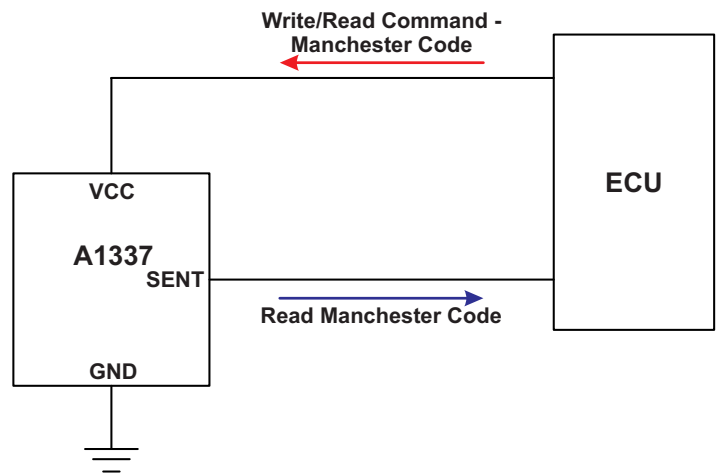 Write/Read Command -
Manchester Code
VCC
ECU
A1337
SENT
Read Manchester Code
GND